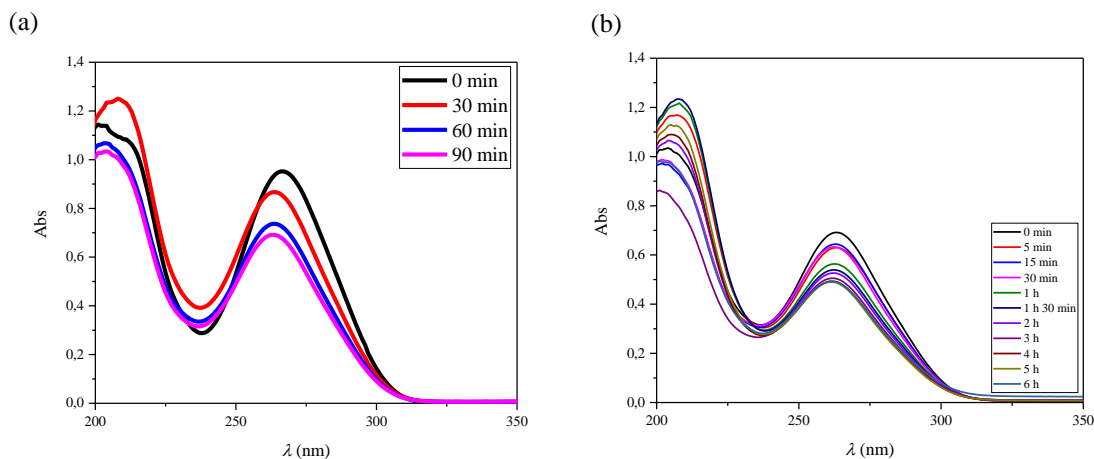 (a)
1,4
1,2
1,0
0,8
0,6
0,4
0,2
0,0
Abs
200
250
300
350
λ (nm)
0 min
30 min
60 min
90 min
(b)
1,4
1,2
1,0
0,8
0,6
0,4
0,2
0,0
Abs
200
250
300
350
λ (nm)
0 min
5 min
15 min
30 min
1 h
1 h 30 min
2 h
3 h
4 h
5 h
6 h